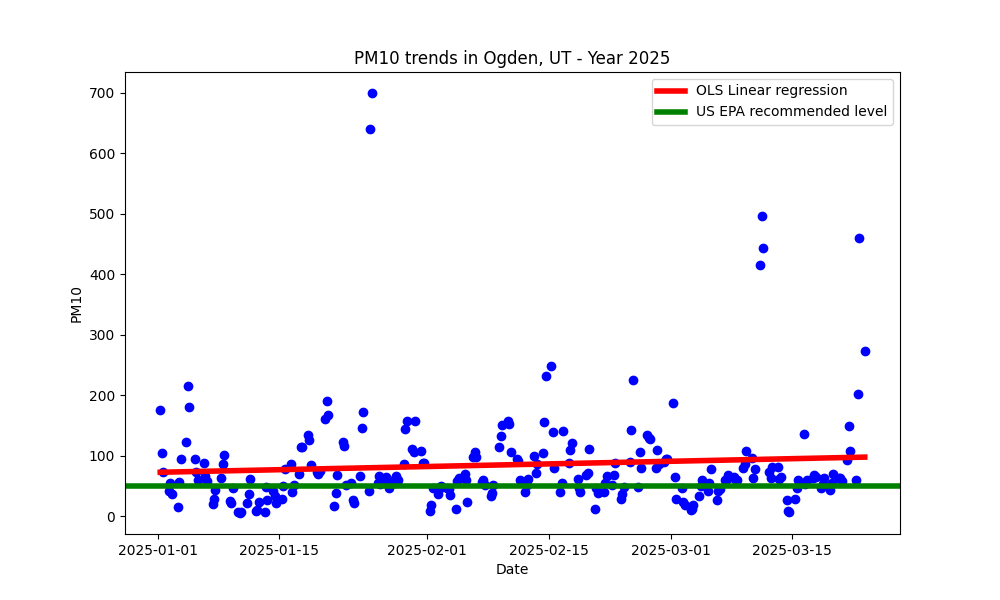 PM10 trends in Ogden, UT - Year 2025
OLS Linear regression
US EPA recommended level
700
600
500
400
300
200
100
0
PM10
2025-01-01
2025-01-15
2025-02-01
2025-02-15
2025-03-01
2025-03-15
Date